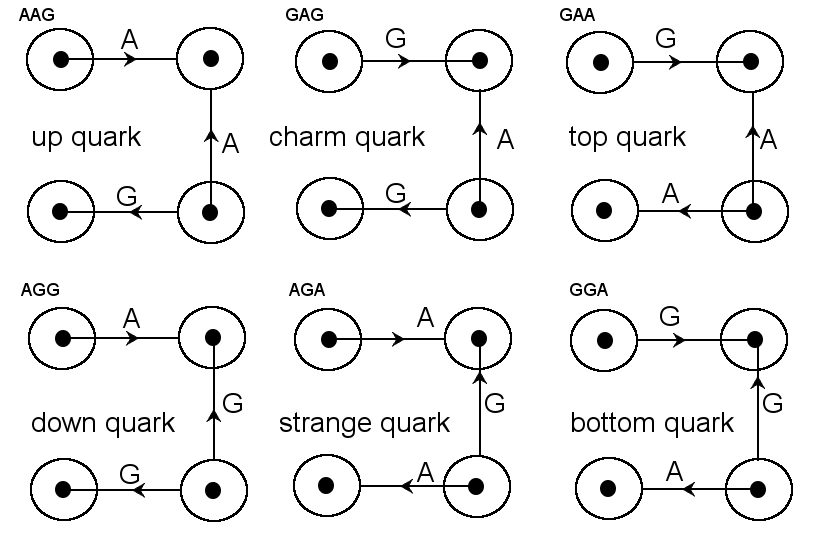 AAG
GAG
GAA
A
G
G
up quark
A
charm quark
A
top quark
A
G
G
A
AGG
AGA
GGA
A
A
G
down quark
G
strange quark
G
bottom quark
G
G
A
A